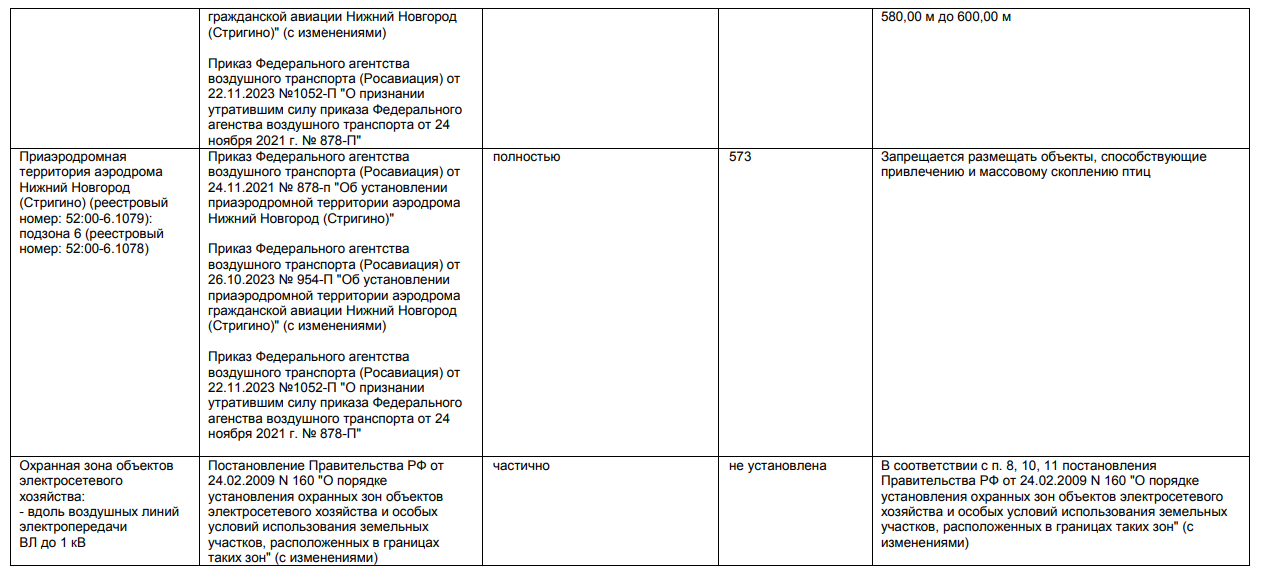 гражданской авиации Нижний Новгород
(Стригино)" (с изменениями)
Приказ Федерального агентства
воздушного транспорта (Росавиация) от
22.11.2023 №1052-П "О признании
утратившим силу приказа Федерального
агенства воздушного транспорта от 24
ноября 2021 г. № 878-П"
580,00 м до 600,00 м
Приаэродромная
территория аэродрома
Нижний Новгород
(Стригино) (реестровый
номер: 52:00-6.1079):
подзона 6 (реестровый
номер: 52:00-6.1078)
Приказ Федерального агентства
воздушного транспорта (Росавиация) от
24.11.2021 № 878-п "Об установлении
приаэродромной территории аэродрома
Нижний Новгород (Стригино)"
Приказ Федерального агентства
воздушного транспорта (Росавиация) от
26.10.2023 № 954-П "Об установлении
приаэродромной территории аэродрома
гражданской авиации Нижний Новгород
(Стригино)" (с изменениями)
Приказ Федерального агентства
воздушного транспорта (Росавиация) от
22.11.2023 №1052-П "О признании
утратившим силу приказа Федерального
агенства воздушного транспорта от 24
ноября 2021 г. № 878-П"
полностью
573
Запрещается размещать объекты, способствующие
привлечению и массовому скоплению птиц
Охранная зона объектов
электросетевого
хозяйства:
- вдоль воздушных линий
электропередачи
ВЛ до 1 кВ
Постановление Правительства РФ от
24.02.2009 N 160 "О порядке
установления охранных зон объектов
электросетевого хозяйства и особых
условий использования земельных
участков, расположенных в границах
таких зон" (с изменениями)
частично
не установлена
В соответствии с п. 8, 10, 11 постановления
Правительства РФ от 24.02.2009 N 160 "О порядке
установления охранных зон объектов электросетевого
хозяйства и особых условий использования земельных
участков, расположенных в границах таких зон" (с
изменениями)